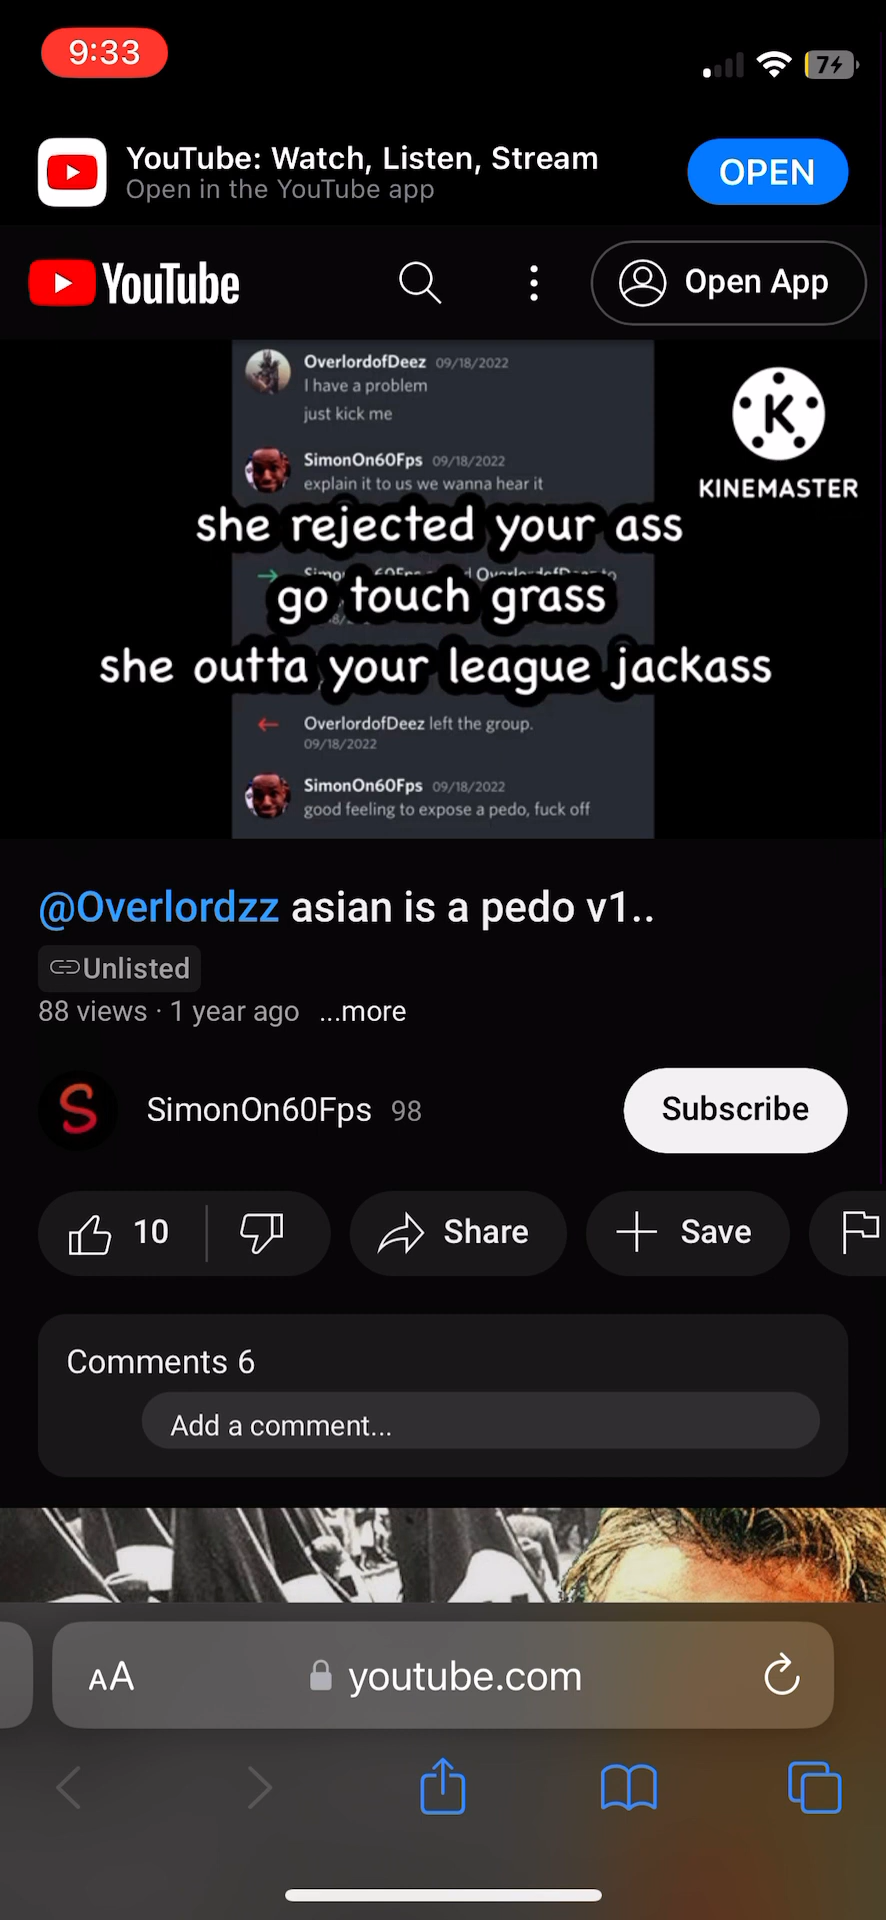 9:33
74
YouTube: Watch, Listen, Stream
Open in the YouTube app
OPEN
YouTube
Open App
OverlordofDeez 09/18/2022
I have a problem
just kick me
SimonOn60Fps 09/18/2022
explain it to us we wanna hear it
K
KINEMASTER
she rejected your ass
go touch grass
she outta your league jackass
OverlordofDeez left the group.
09/18/2022
SimonOn60Fps 09/18/2022
good feeling to expose a pedo, fuck off
@Overlordzz asian is a pedo v1..
Unlisted
88 views · 1 year ago ...more
S
SimonOn60Fps 98
Subscribe
10
Share
Save
Comments 6
Add a comment...
AA
youtube.com